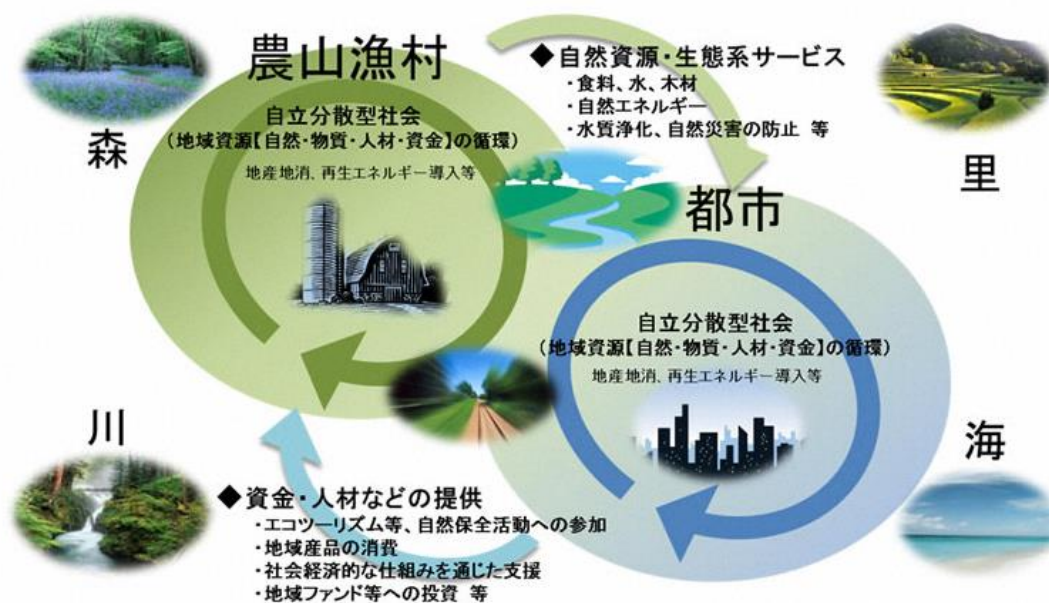 農山漁村
自立分散型社会
(地域資源【自然・物質・人材・資金】の循環)
地産地消、再生エネルギー導入等
◆自然資源・生態系サービス
・食料、水、木材
・自然エネルギー
・水質浄化、自然災害の防止 等
森
里
都市
自立分散型社会
(地域資源【自然・物質・人材・資金】の循環)
地産地消、再生エネルギー導入等
川
海
◆資金・人材などの提供
・エコツーリズム等、自然保全活動への参加
・地域産品の消費
・社会経済的な仕組みを通じた支援
・地域ファンド等への投資 等